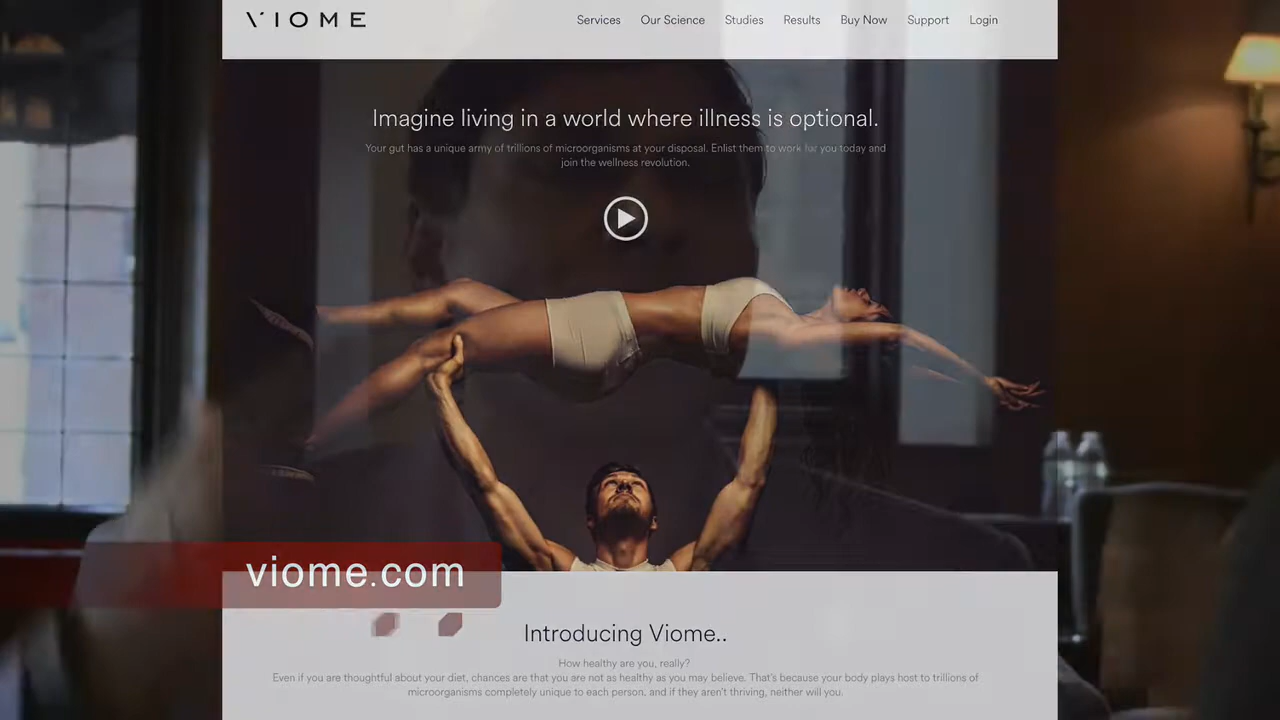 VIOME
Services Our Science Studies Results Buy Now Support Login
Imagine living in a world where illness is optional.
Your gut has a unique army of trillions of microorganisms at your disposal. Enlist them to work for you today and
join the wellness revolution.
viome.com
Introducing Viome..
How healthy are you, really?
Even if you are thoughtful about your diet, chances are that you are not as healthy as you may believe. That's because your body plays host to trillions of
microorganisms completely unique to each person, and if they aren't thriving, neither will you.